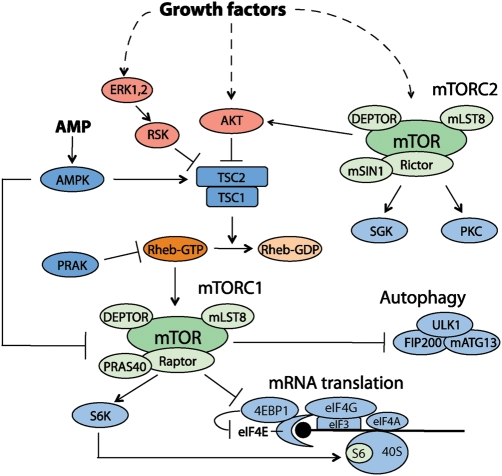 Growth factors
ERK1,2
mTORC2
DEPTOR
mLST8
AMP
RSK
AKT
mTOR
Rictor
mSIN1
AMPK
TSC2
TSC1
SGK
PKC
PRAK
Rheb-GTP
Rheb-GDP
mTORC1
DEPTOR
mLST8
Autophagy
mTOR
ULK1
FIP200
mATG13
PRAS40
Raptor
mRNA translation
S6K
4EBP1
eIF4G
eIF4E
eIF3
eIF4A
S6
40S